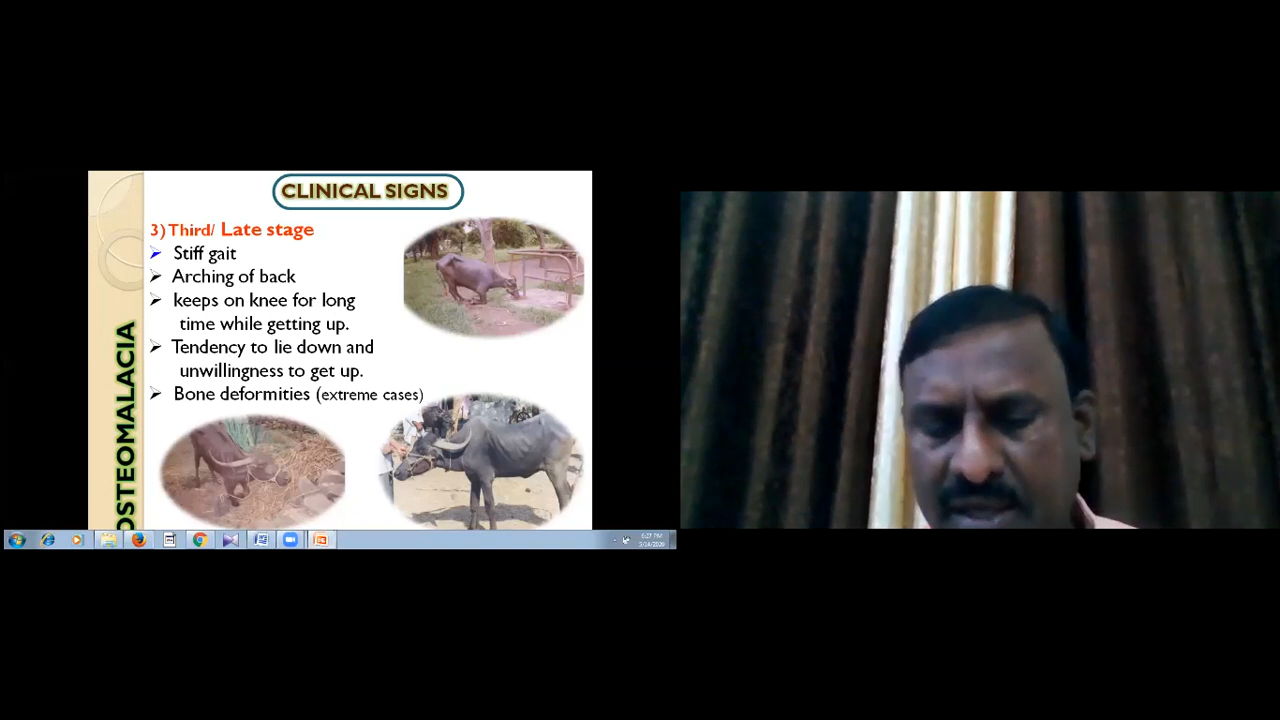 CLINICAL SIGNS
3) Third/ Late stage
Stiff gait
Arching of back
keeps on knee for long
time while getting up.
Tendency to lie down and
unwillingness to get up.
Bone deformities (extreme cases)
OSTEOMALACIA